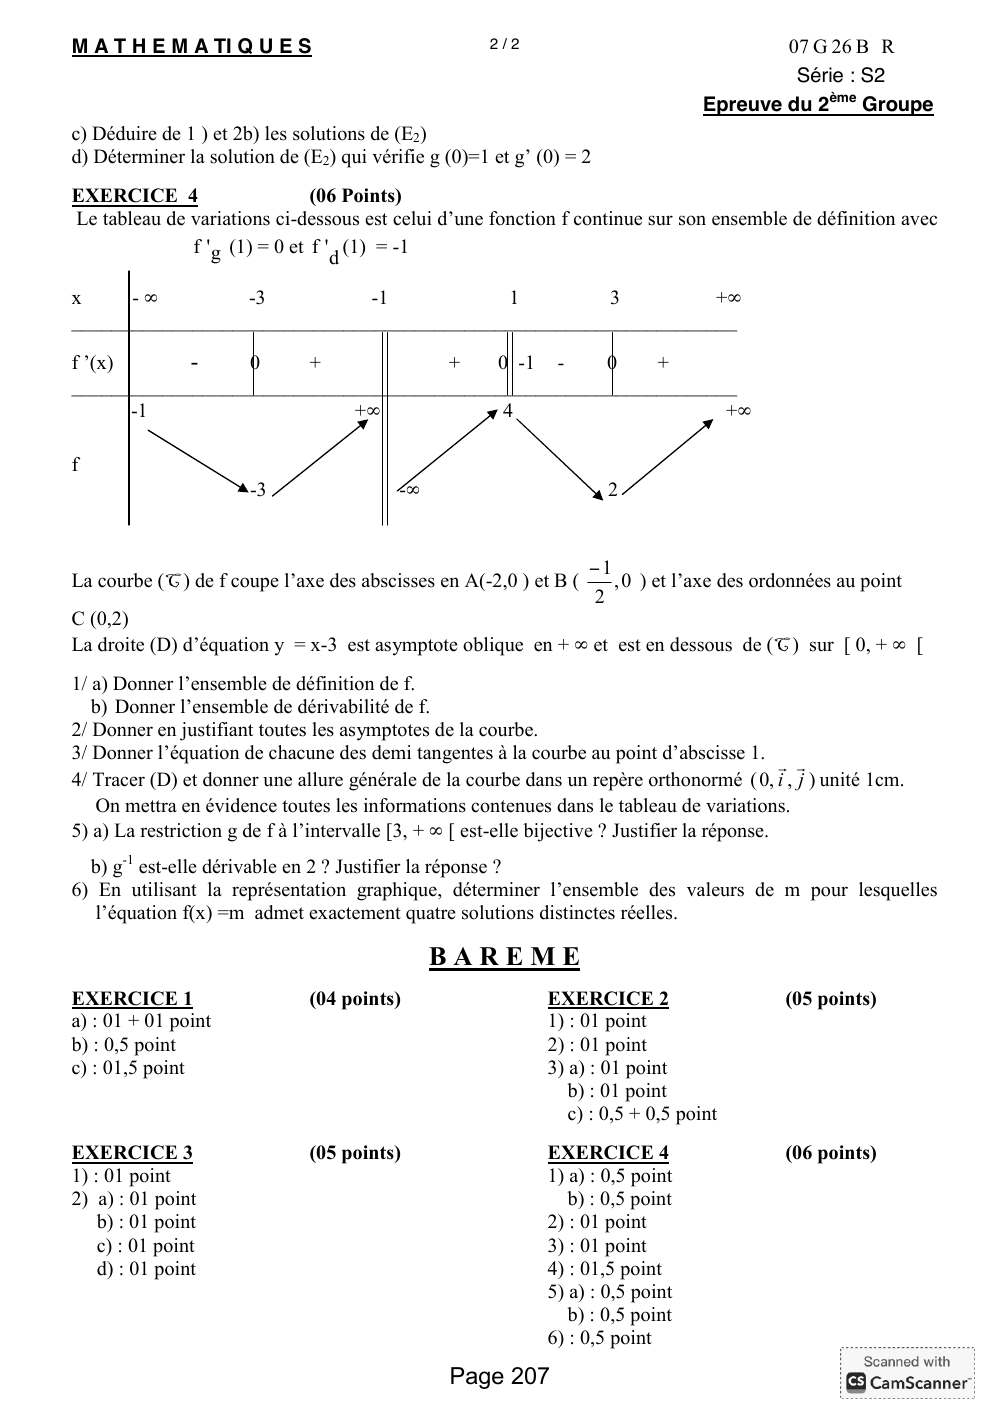 MATHEMATIQUES 2 / 2 07 G 26 B R
Série : S2
Epreuve du 2ème Groupe
c) Déduire de 1 ) et 2b) les solutions de (E2)
d) Déterminer la solution de (E2) qui vérifie g (0)=1 et g’ (0) = 2
EXERCICE 4 (06 Points)
Le tableau de variations ci-dessous est celui d’une fonction f continue sur son ensemble de définition avec
f 'g (1) = 0 et f 'd (1) = -1
x - ∞ -3 -1 1 3 +∞
f ’(x) - 0 + + 0 -1 - 0 +
-1 +∞ 4 +∞
f
-3 -∞ 2
La courbe (𝒞) de f coupe l’axe des abscisses en A(-2,0 ) et B ( −1/2 ,0 ) et l’axe des ordonnées au point
C (0,2)
La droite (D) d’équation y = x-3 est asymptote oblique en + ∞ et est en dessous de (𝒞) sur [ 0, + ∞ [
1/ a) Donner l’ensemble de définition de f.
b) Donner l’ensemble de dérivabilité de f.
2/ Donner en justifiant toutes les asymptotes de la courbe.
3/ Donner l’équation de chacune des demi tangentes à la courbe au point d’abscisse 1.
4/ Tracer (D) et donner une allure générale de la courbe dans un repère orthonormé (0, i⃗ , j⃗ ) unité 1cm.
On mettra en évidence toutes les informations contenues dans le tableau de variations.
5) a) La restriction g de f à l’intervalle [3, + ∞ [ est-elle bijective ? Justifier la réponse.
b) g-1 est-elle dérivable en 2 ? Justifier la réponse ?
6) En utilisant la représentation graphique, déterminer l’ensemble des valeurs de m pour lesquelles
l’équation f(x) =m admet exactement quatre solutions distinctes réelles.
BAREME
EXERCICE 1 (04 points) EXERCICE 2 (05 points)
a) : 01 + 01 point 1) : 01 point
b) : 0,5 point 2) : 01 point
c) : 01,5 point 3) a) : 01 point
b) : 01 point
c) : 0,5 + 0,5 point
EXERCICE 3 (05 points) EXERCICE 4 (06 points)
1) : 01 point 1) a) : 0,5 point
2) a) : 01 point b) : 0,5 point
b) : 01 point 2) : 01 point
c) : 01 point 3) : 01 point
d) : 01 point 4) : 01,5 point
5) a) : 0,5 point
b) : 0,5 point
6) : 0,5 point
Page 207
Scanned with
CS CamScanner